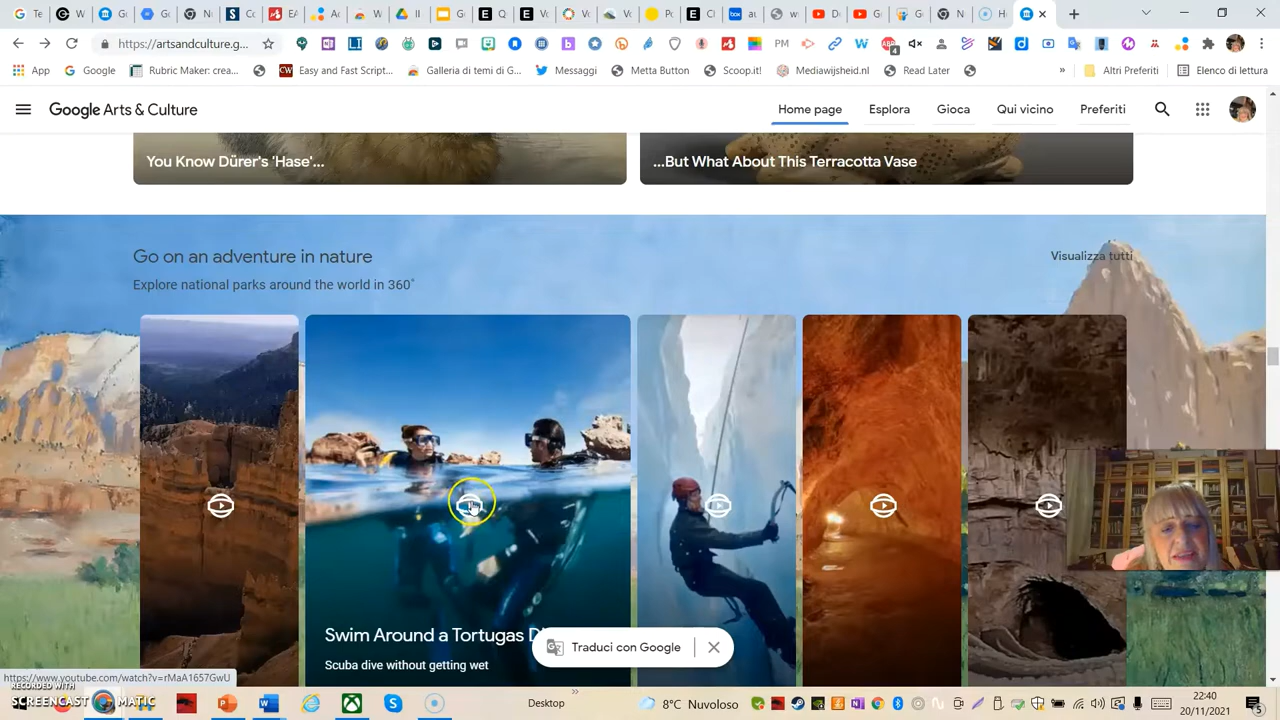 https://artsandculture.g...
PM
4
App
Google
Rubric Maker: crea...
CW
Easy and Fast Script...
Galleria di temi di G...
Messaggi
Metta Button
Scoop.it!
Mediawijsheid.nl
Read Later
»
Altri Preferiti
Elenco di lettura
Google Arts & Culture
Home page
Esplora
Gioca
Qui vicino
Preferiti
You Know Dürer's 'Hase'...
...But What About This Terracotta Vase
Go on an adventure in nature
Visualizza tutti
Explore national parks around the world in 360°
Swim Around a Tortugas D
Scuba dive without getting wet
Traduci con Google
https://www.youtube.com/watch?v=rMaA1657GwU
RECORDED WITH
SCREENCAST MATIC
Desktop
8°C Nuvoloso
22:40
20/11/2021
5